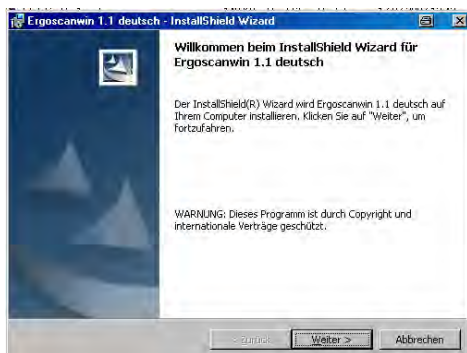 Ergoscanwin 1.1 deutsch - InstallShield Wizard
Willkommen beim InstallShield Wizard für
Ergoscanwin 1.1 deutsch
Der InstallShield(R) Wizard wird Ergoscanwin 1.1 deutsch auf
Ihrem Computer installieren. Klicken Sie auf "Weiter", um
fortzufahren.
WARNUNG: Dieses Programm ist durch Copyright und
internationale Verträge geschützt.
< Zurück Weiter > Abbrechen